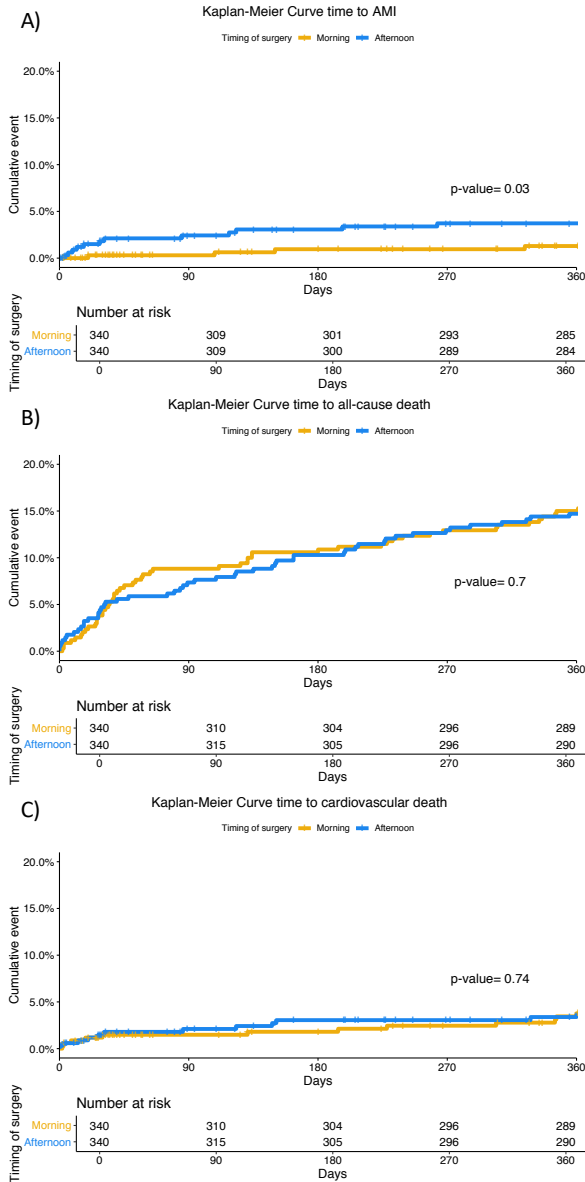 A)
Kaplan-Meier Curve time to AMI
Timing of surgery Morning Afternoon
20.0%
15.0%
10.0%
5.0%
0.0%
Cumulative event
p-value= 0.03
0 90 180 270 360
Days
Number at risk
Timing of surgery
Morning 340 309 301 293 285
Afternoon 340 309 300 289 284
0 90 180 270 360
Days
B)
Kaplan-Meier Curve time to all-cause death
Timing of surgery Morning Afternoon
20.0%
15.0%
10.0%
5.0%
0.0%
Cumulative event
p-value= 0.7
0 90 180 270 360
Days
Number at risk
Timing of surgery
Morning 340 310 304 296 289
Afternoon 340 315 305 296 290
0 90 180 270 360
Days
C)
Kaplan-Meier Curve time to cardiovascular death
Timing of surgery Morning Afternoon
20.0%
15.0%
10.0%
5.0%
0.0%
Cumulative event
p-value= 0.74
0 90 180 270 360
Days
Number at risk
Timing of surgery
Morning 340 310 304 296 289
Afternoon 340 315 305 296 290
0 90 180 270 360
Days